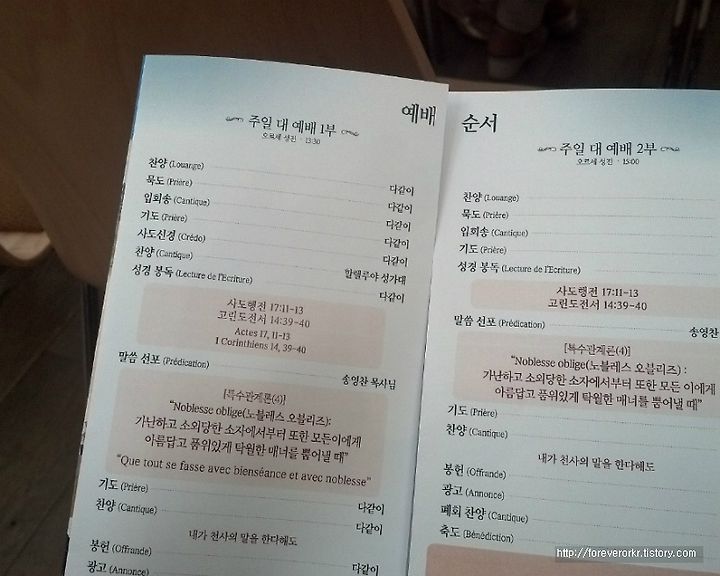 예배
주일 대 예배 1부
오르세 성전 · 13:30
찬양 (Louange)
묵도 (Prière) 다같이
입회송 (Cantique) 다같이
기도 (Prière) 다같이
사도신경 (Crédo) 다같이
찬양 (Cantique) 다같이
성경 봉독 (Lecture de l'Ecriture) 할렐루야 성가대
다같이
사도행전 17:11-13
고린도전서 14:39-40
Actes 17, 11-13
I Corinthiens 14, 39-40
말씀 선포 (Prédication)
송영찬 목사님
[특수관계론(4)]
“Noblesse oblige(노블레스 오블리즈):
가난하고 소외당한 소자에서부터 또한 모든이에게
아름답고 품위있게 탁월한 매너를 뿜어낼 때”
“Que tout se fasse avec bienséance et avec noblesse”
기도 (Prière)
찬양 (Cantique) 다같이
다같이
내가 천사의 말을 한다해도
봉헌 (Offrande)
광고 (Annonce) 다같이
순서
주일 대 예배 2부
오르세 성전 · 15:00
찬양 (Louange)
묵도 (Prière)
입회송 (Cantique)
기도 (Prière)
성경 봉독 (Lecture de l'Ecriture)
사도행전 17:11-13
고린도전서 14:39-40
말씀 선포 (Prédication)
송영찬
[특수관계론(4)]
“Noblesse oblige(노블레스 오블리즈) :
가난하고 소외당한 소자에서부터 또한 모든 이에게
아름답고 품위있게 탁월한 매너를 뿜어낼 때”
기도 (Prière)
찬양 (Cantique)
내가 천사의 말을 한다해도
봉헌 (Offrande)
광고 (Annonce)
폐회 찬양 (Cantique)
축도 (Bénédiction)
http://foreverorkr.tistory.com